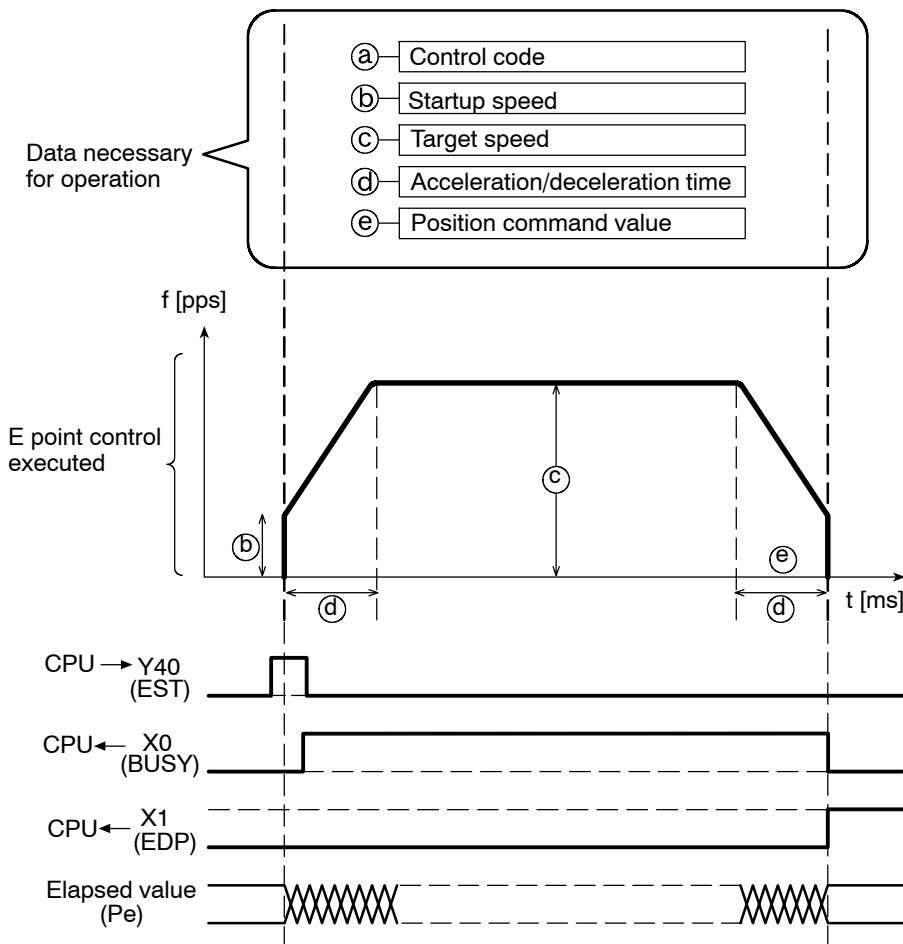 ⓐ Control code
ⓑ Startup speed
ⓒ Target speed
ⓓ Acceleration/deceleration time
ⓔ Position command value
Data necessary
for operation
f [pps]
E point control
executed
ⓒ
ⓑ
ⓔ
ⓓ
ⓓ
t [ms]
CPU → Y40
(EST)
CPU ← X0
(BUSY)
CPU ← X1
(EDP)
Elapsed value
(Pe)